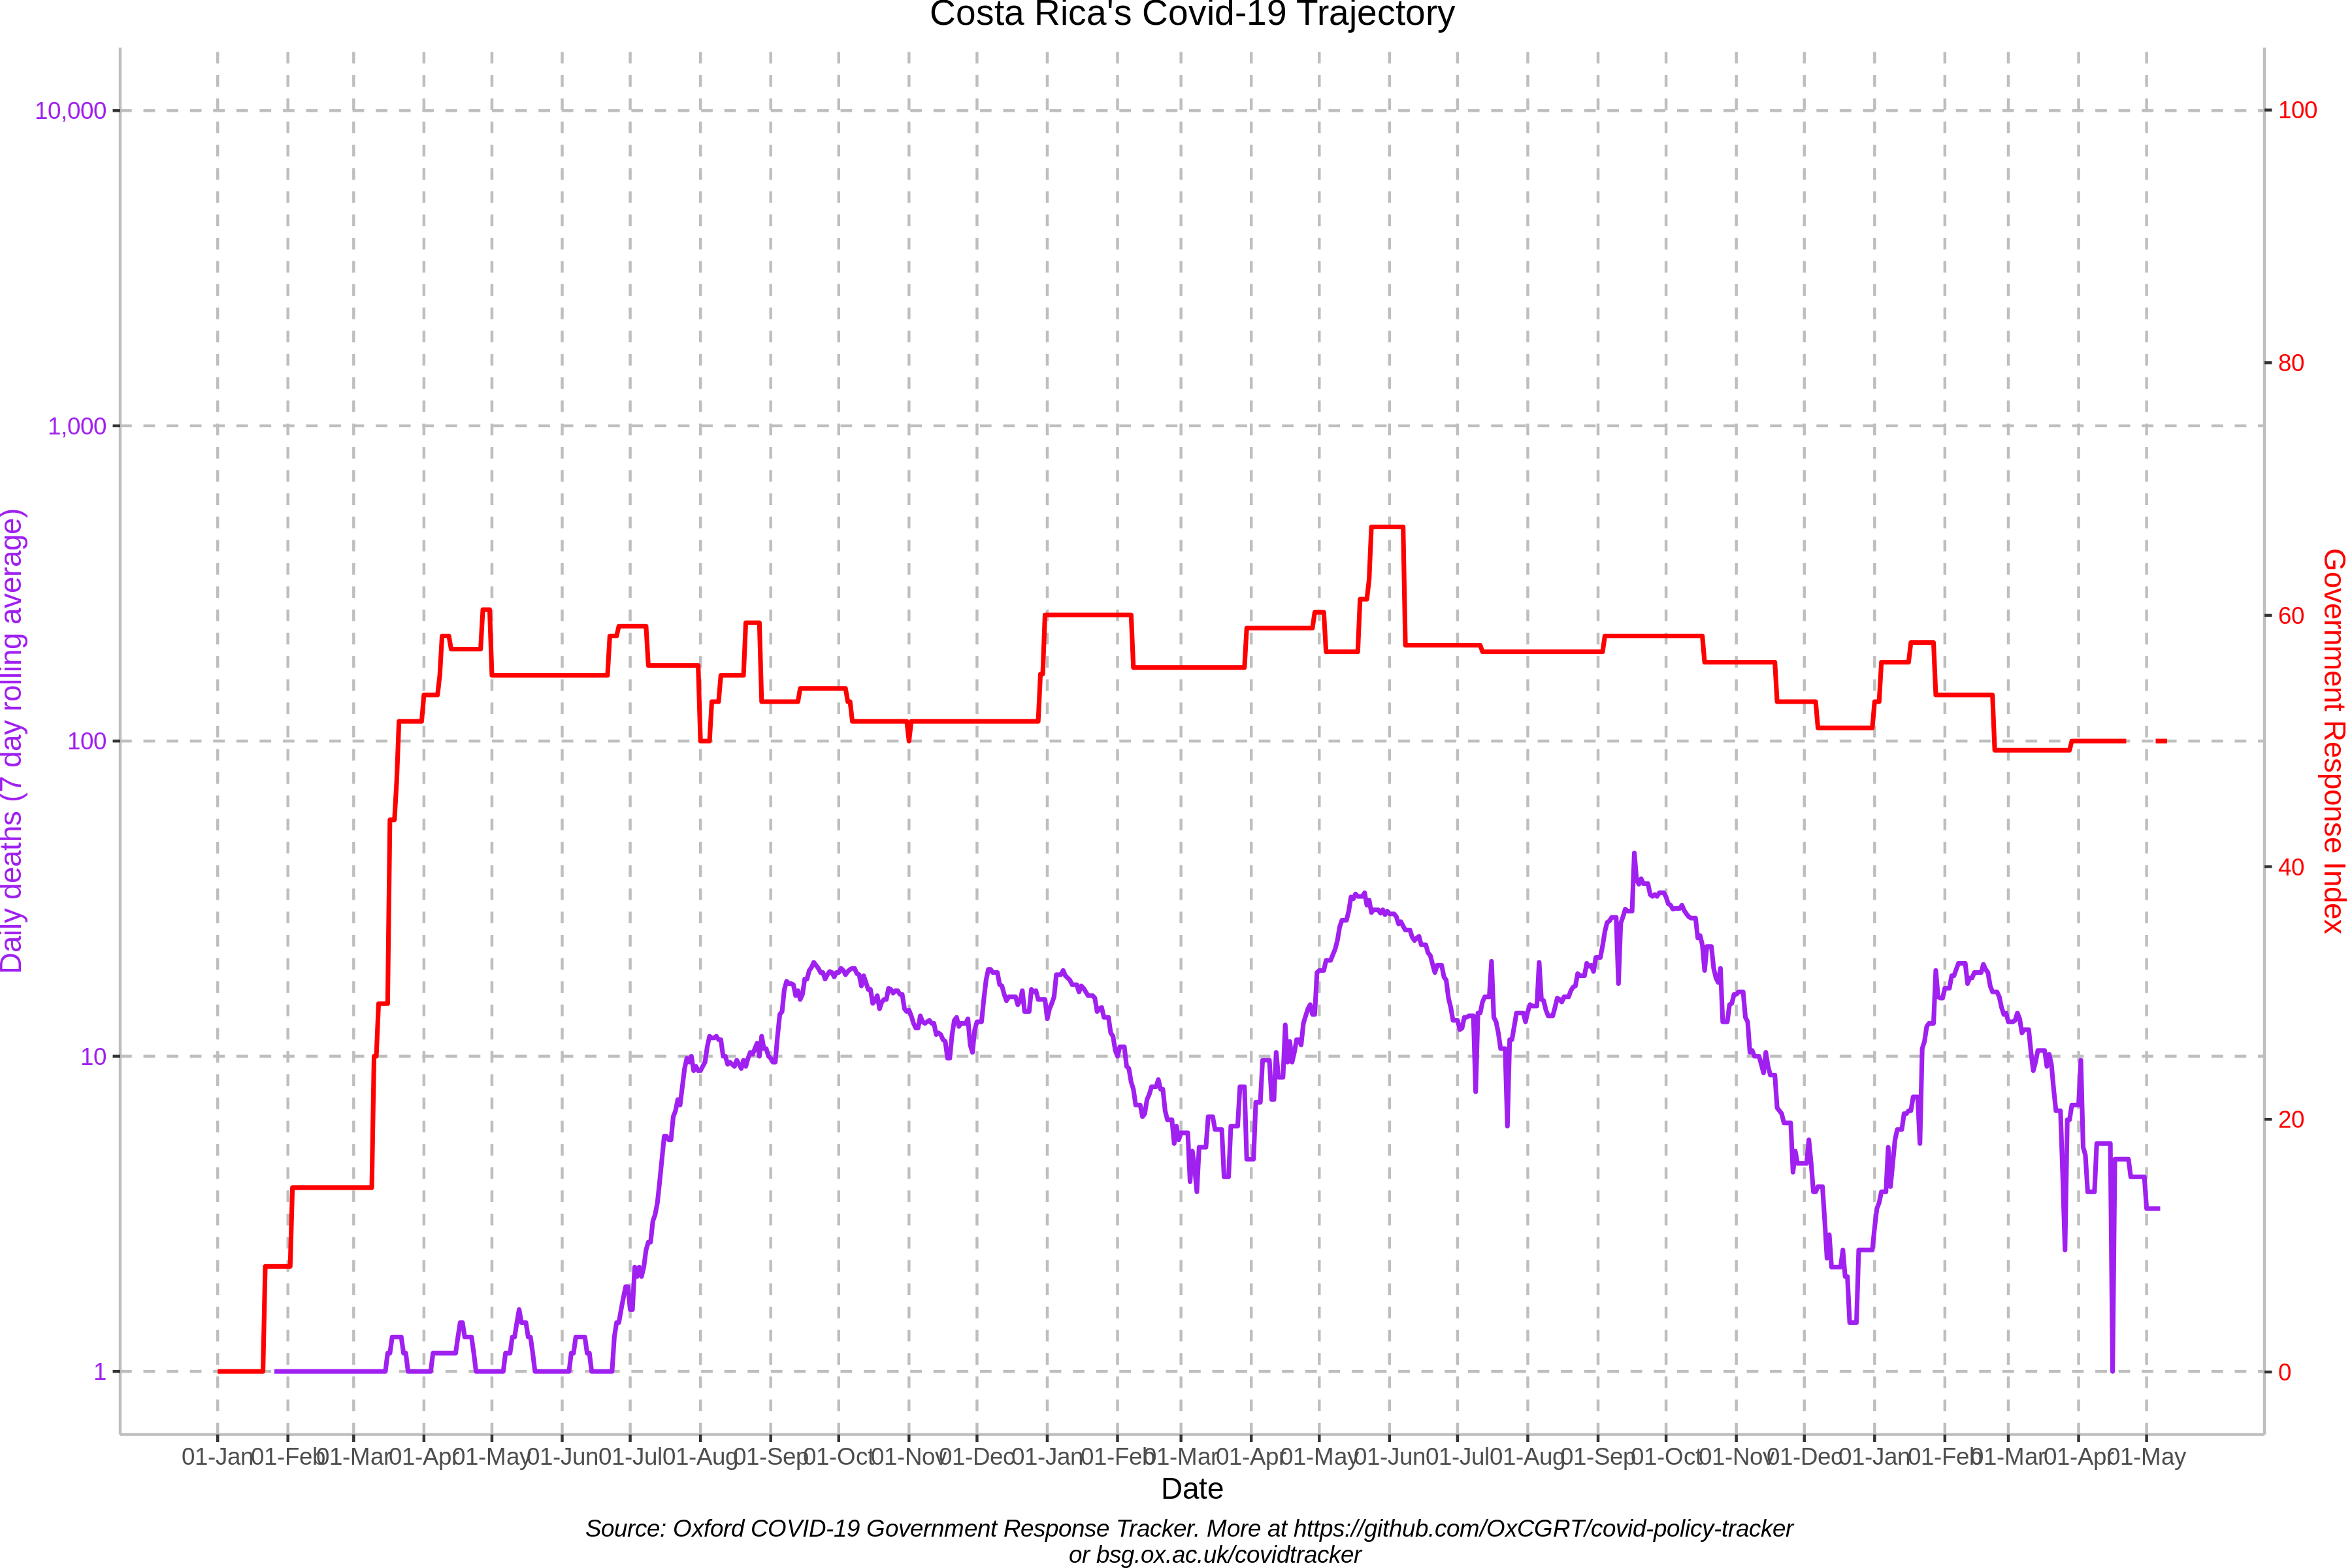 Costa Rica's Covid-19 Trajectory
10,000
1,000
100
10
1
Daily deaths (7 day rolling average)
100
80
60
40
20
0
Government Response Index
01-Jan 01-Feb 01-Mar 01-Apr 01-May 01-Jun 01-Jul 01-Aug 01-Sep 01-Oct 01-Nov 01-Dec 01-Jan 01-Feb 01-Mar 01-Apr 01-May 01-Jun 01-Jul 01-Aug 01-Sep 01-Oct 01-Nov 01-Dec 01-Jan 01-Feb 01-Mar 01-Apr 01-May
Date
Source: Oxford COVID-19 Government Response Tracker. More at https://github.com/OxCGRT/covid-policy-tracker
or bsg.ox.ac.uk/covidtracker